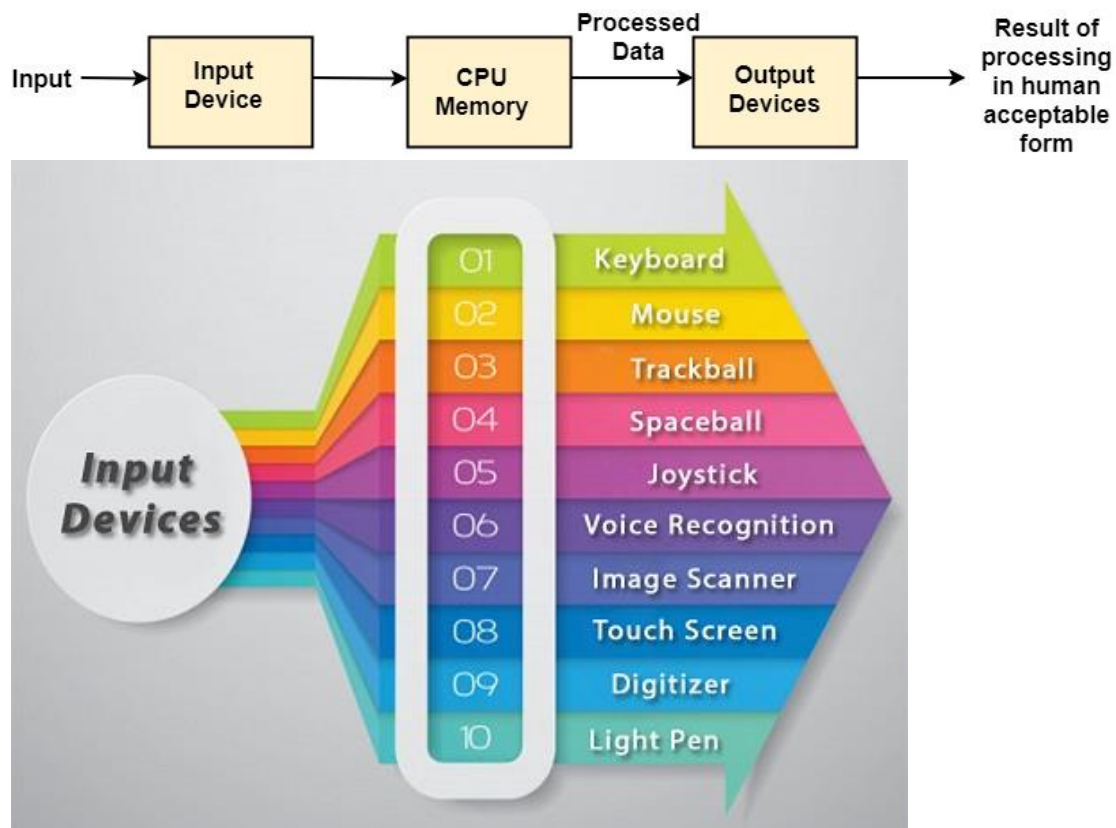 Input
Input
Device
CPU
Memory
Processed
Data
Output
Devices
Result of
processing
in human
acceptable
form
Input
Devices
01 Keyboard
02 Mouse
03 Trackball
04 Spaceball
05 Joystick
06 Voice Recognition
07 Image Scanner
08 Touch Screen
09 Digitizer
10 Light Pen